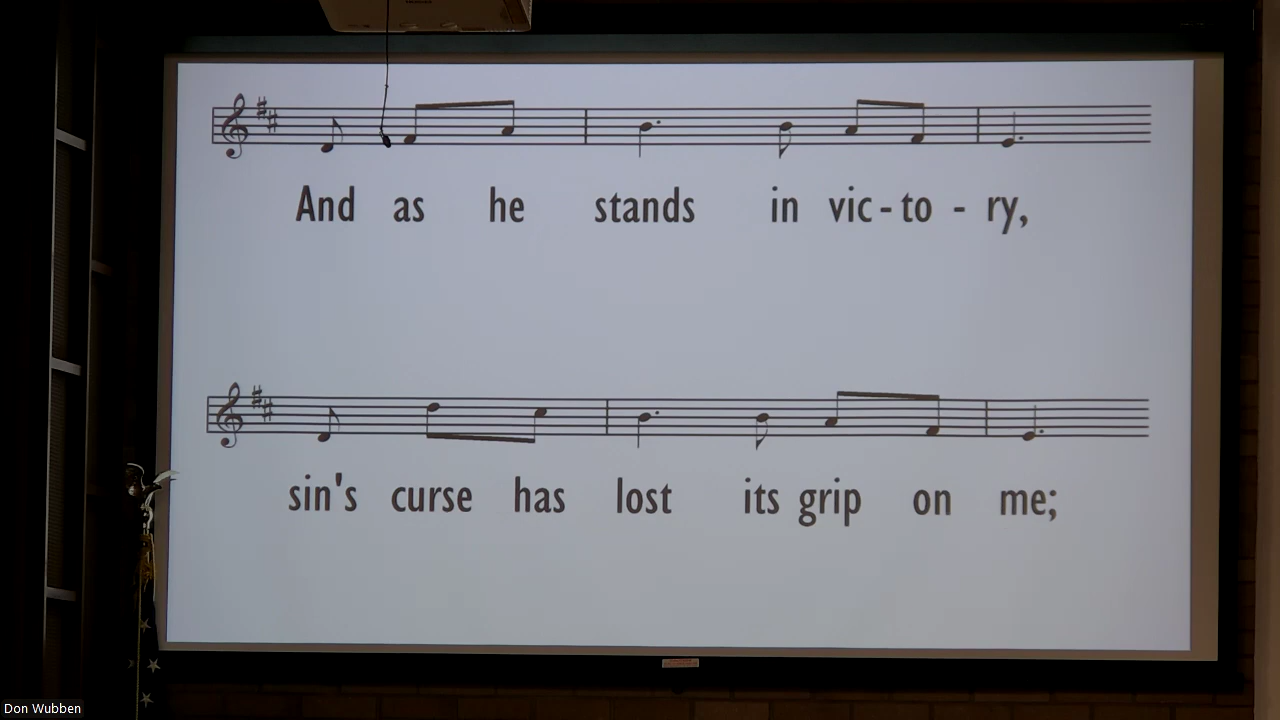 And as he stands in vic - to - ry,
sin's curse has lost its grip on me;
Don Wubben